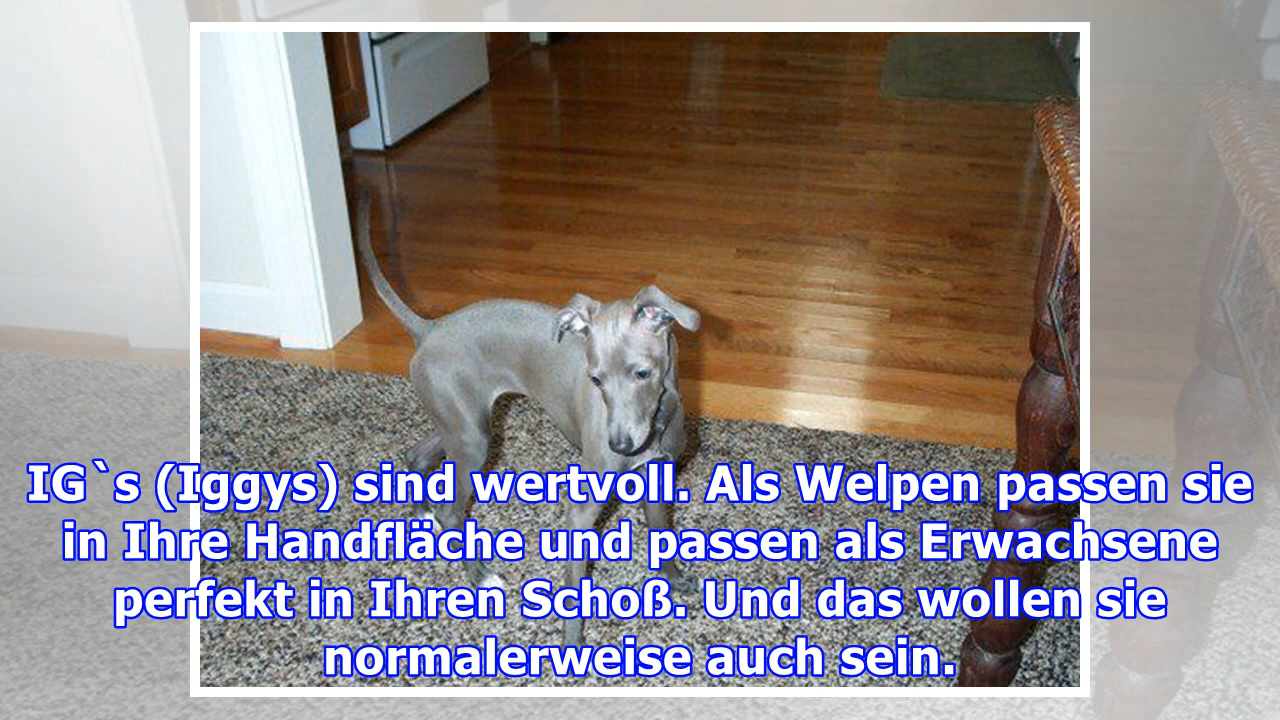 IG`s (Iggys) sind wertvoll. Als Welpen passen sie
in Ihre Handfläche und passen als Erwachsene
perfekt in Ihren Schoß. Und das wollen sie
normalerweise auch sein.